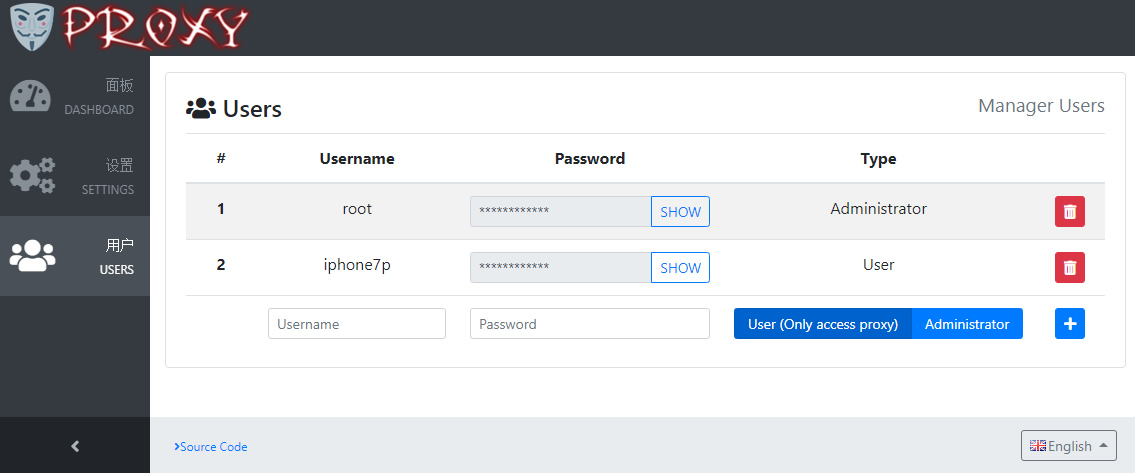 PROXY
面板
DASHBOARD
设置
SETTINGS
用户
USERS
Users
Manager Users
# Username Password Type
1 root ************ SHOW Administrator
2 iphone7p ************ SHOW User
Username Password User (Only access proxy) Administrator
Source Code
English